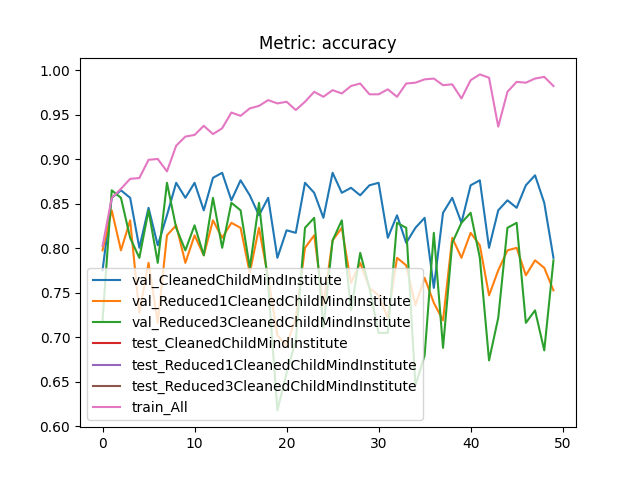 Metric: accuracy
1.00
0.95
0.90
0.85
0.80
0.75
0.70
0.65
0.60
val_CleanedChildMindInstitute
val_Reduced1CleanedChildMindInstitute
val_Reduced3CleanedChildMindInstitute
test_CleanedChildMindInstitute
test_Reduced1CleanedChildMindInstitute
test_Reduced3CleanedChildMindInstitute
train_All
0 10 20 30 40 50